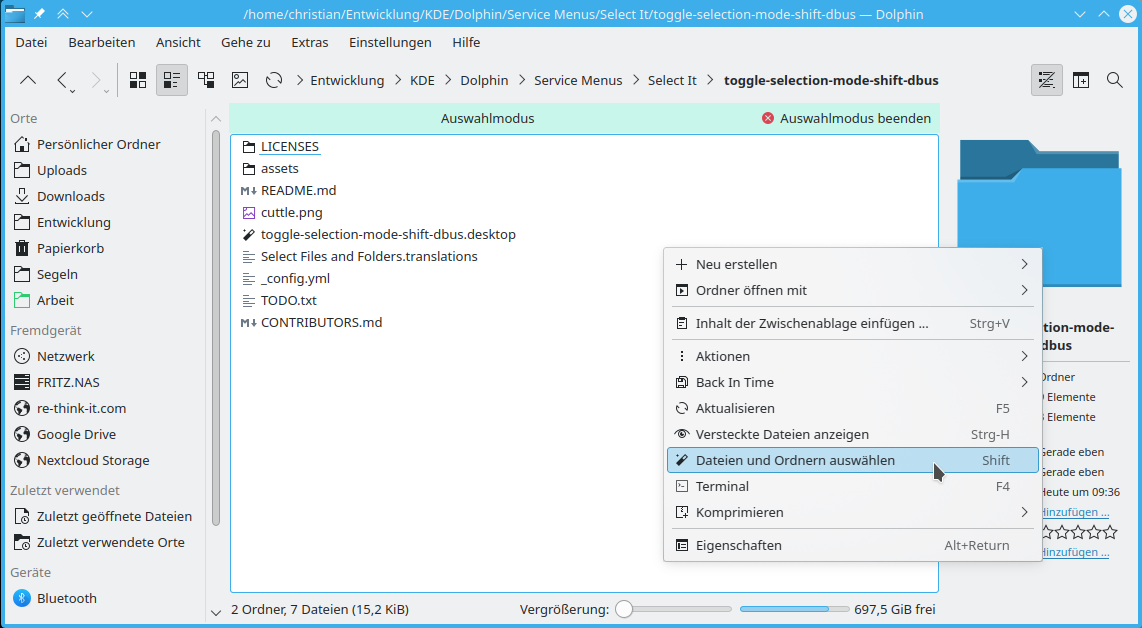 /home/christian/Entwicklung/KDE/Dolphin/Service Menus/Select It/toggle-selection-mode-shift-dbus — Dolphin
Datei Bearbeiten Ansicht Gehe zu Extras Einstellungen Hilfe
Entwicklung KDE Dolphin Service Menus Select It toggle-selection-mode-shift-dbus
Orte
Persönlicher Ordner
Uploads
Downloads
Entwicklung
Papierkorb
Segeln
Arbeit
Fremdgerät
Netzwerk
FRITZ.NAS
re-think-it.com
Google Drive
Nextcloud Storage
Zuletzt verwendet
Zuletzt geöffnete Dateien
Zuletzt verwendete Orte
Geräte
Bluetooth
Auswahlmodus Auswahlmodus beenden
LICENSES
assets
README.md
cuttle.png
toggle-selection-mode-shift-dbus.desktop
Select Files and Folders.translations
_config.yml
TODO.txt
CONTRIBUTORS.md
Neu erstellen
Ordner öffnen mit
Inhalt der Zwischenablage einfügen ... Strg+V
Aktionen
Back In Time
Aktualisieren F5
Versteckte Dateien anzeigen Strg-H
Dateien und Ordnern auswählen Shift
Terminal F4
Komprimieren
Eigenschaften Alt+Return
tion-mode-
dbus
Ordner
Elemente
Elemente
Gerade eben
Gerade eben
Heute um 09:36
Hinzufügen ...
Hinzufügen ...
2 Ordner, 7 Dateien (15,2 KiB) Vergrößerung: 697,5 GiB frei